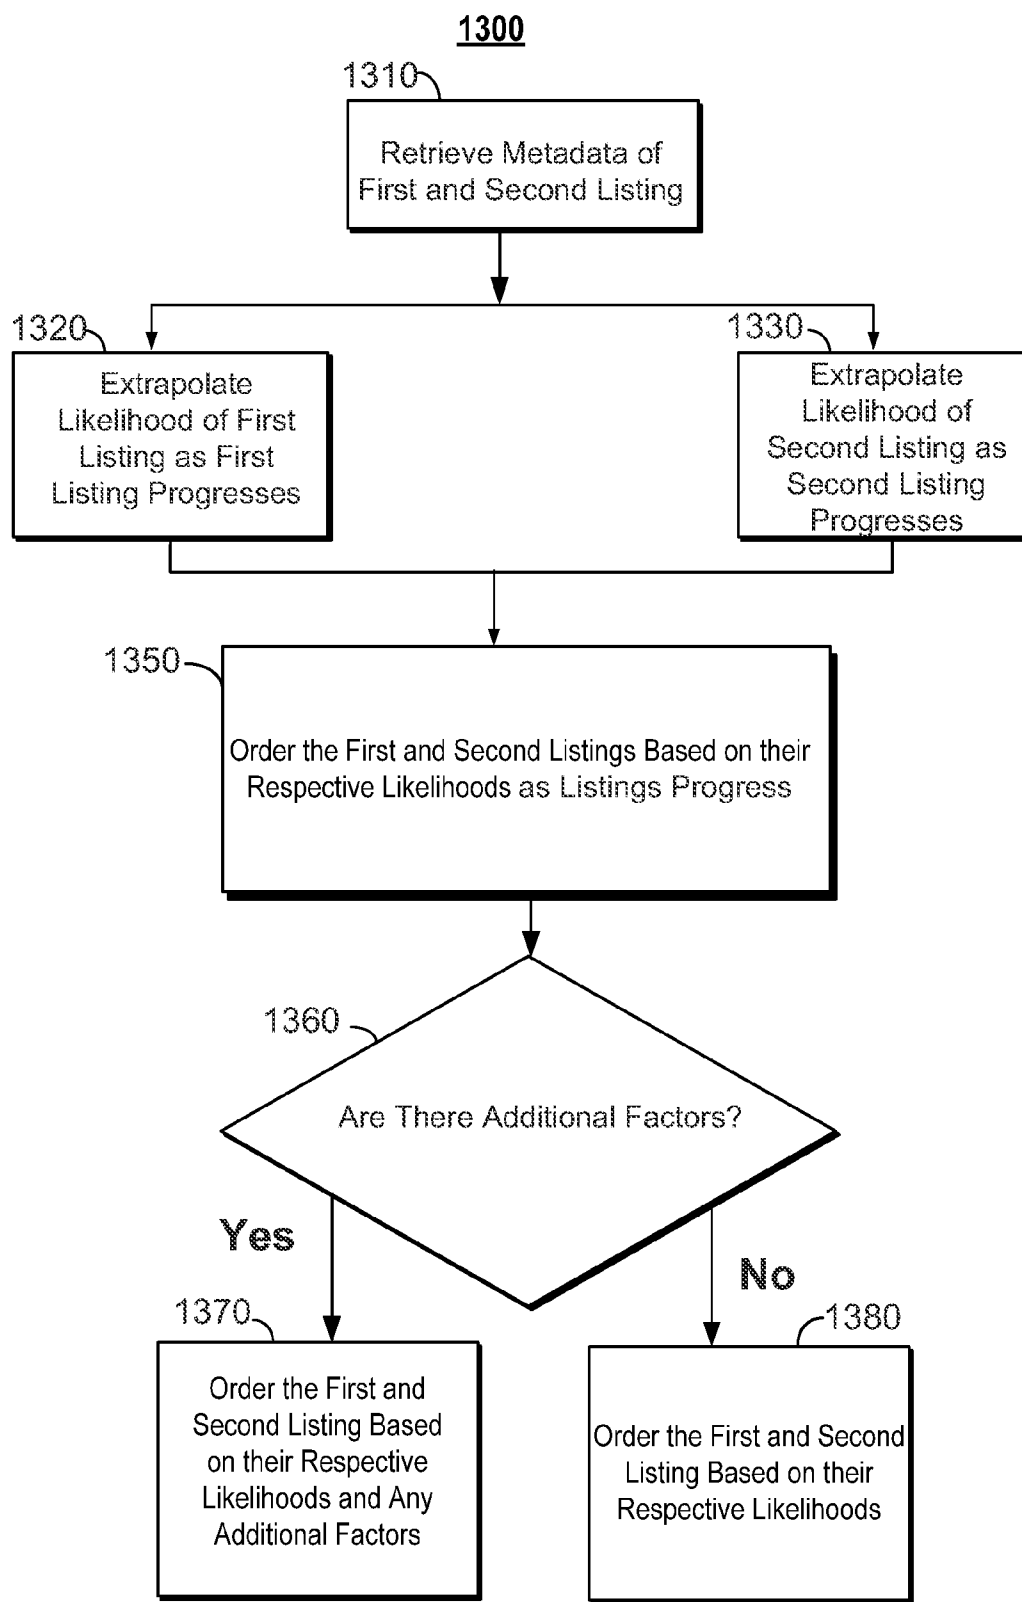 1300
1310
Retrieve Metadata of
First and Second Listing
1320
Extrapolate
Likelihood of First
Listing as First
Listing Progresses
1330
Extrapolate
Likelihood of
Second Listing as
Second Listing
Progresses
1350
Order the First and Second Listings Based on their
Respective Likelihoods as Listings Progress
1360
Are There Additional Factors?
Yes
No
1370
Order the First and
Second Listing Based
on their Respective
Likelihoods and Any
Additional Factors
1380
Order the First and Second
Listing Based on their
Respective Likelihoods